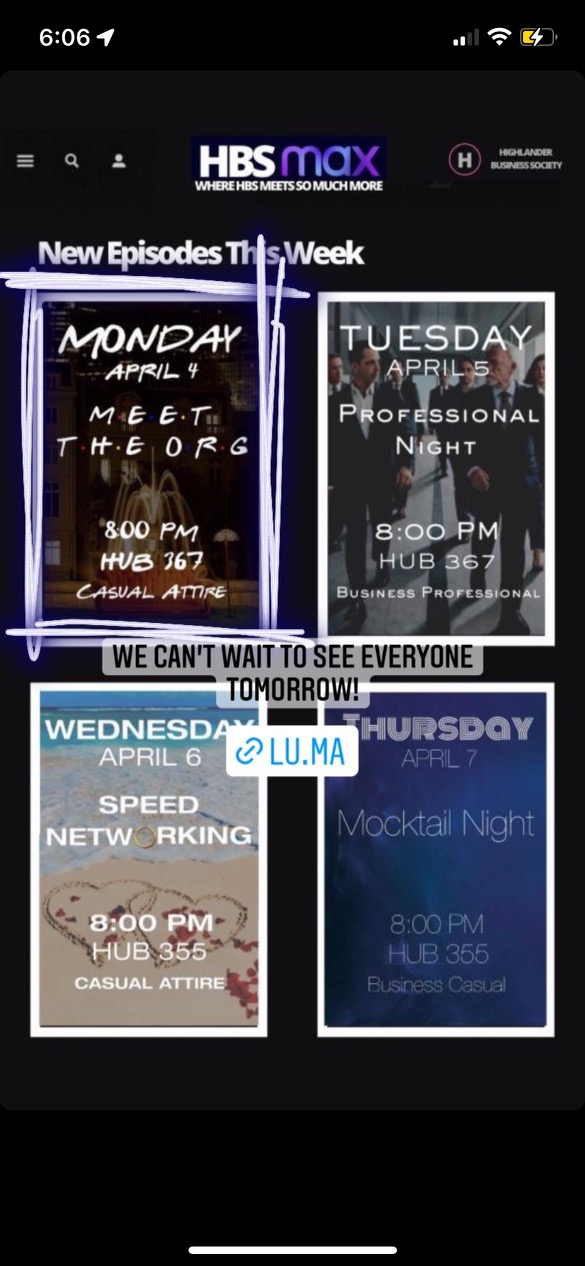 6:06
HBS max
WHERE HBS MEETS SO MUCH MORE
H
HIGHLANDER
BUSINESS SOCIETY
New Episodes This Week
MONDAY
APRIL 4
M•E•E•T
T•H•E O•R•G
8:00 PM
HUB 367
CASUAL ATTIRE
TUESDAY
APRIL 5
PROFESSIONAL
NIGHT
8:00 PM
HUB 367
BUSINESS PROFESSIONAL
WE CAN'T WAIT TO SEE EVERYONE
TOMORROW!
LU.MA
WEDNESDAY
APRIL 6
SPEED
NETWORKING
8:00 PM
HUB 355
CASUAL ATTIRE
THURSDAY
APRIL 7
Mocktail Night
8:00 PM
HUB 355
Business Casual